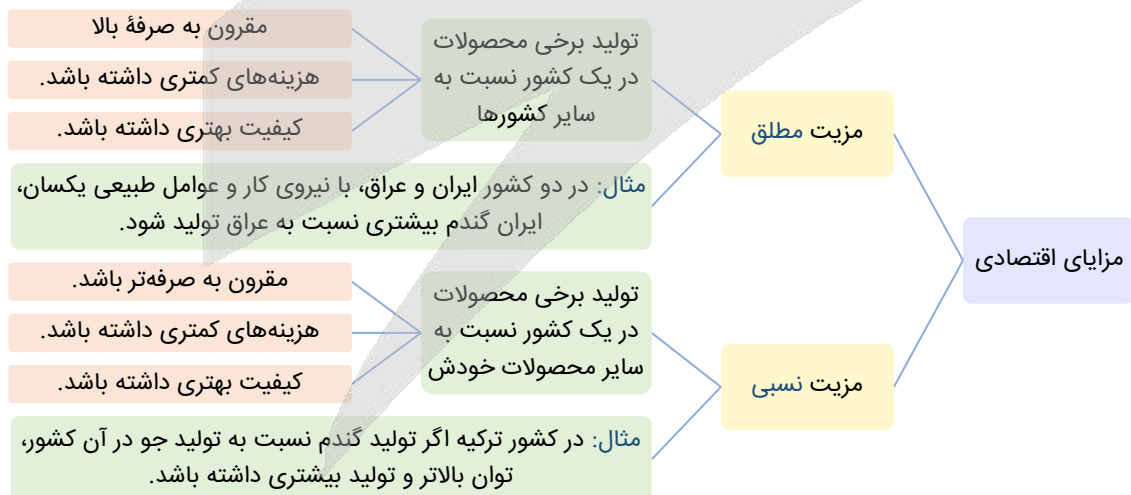 مزایای اقتصادی
مزیت مطلق
تولید برخی محصولات
در یک کشور نسبت به
سایر کشورها
مقرون به صرفهٔ بالا
هزینه‌های کمتری داشته باشد.
کیفیت بهتری داشته باشد.
مثال: در دو کشور ایران و عراق، با نیروی کار و عوامل طبیعی یکسان،
ایران گندم بیشتری نسبت به عراق تولید شود.
مزیت نسبی
تولید برخی محصولات
در یک کشور نسبت به
سایر محصولات خودش
مقرون به صرفه‌تر باشد.
هزینه‌های کمتری داشته باشد.
کیفیت بهتری داشته باشد.
مثال: در کشور ترکیه اگر تولید گندم نسبت به تولید جو در آن کشور،
توان بالاتر و تولید بیشتری داشته باشد.